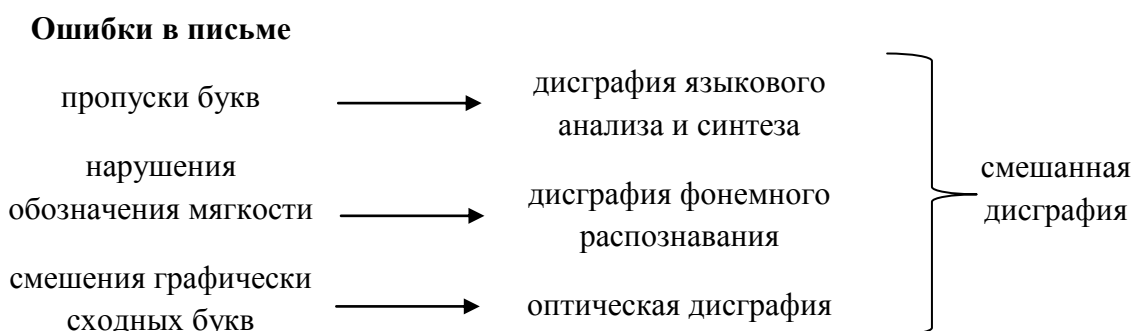 Ошибки в письме
пропуски букв
дисграфия языкового
анализа и синтеза
нарушения
обозначения мягкости
дисграфия фонемного
распознавания
смешения графически
сходных букв
оптическая дисграфия
смешанная
дисграфия